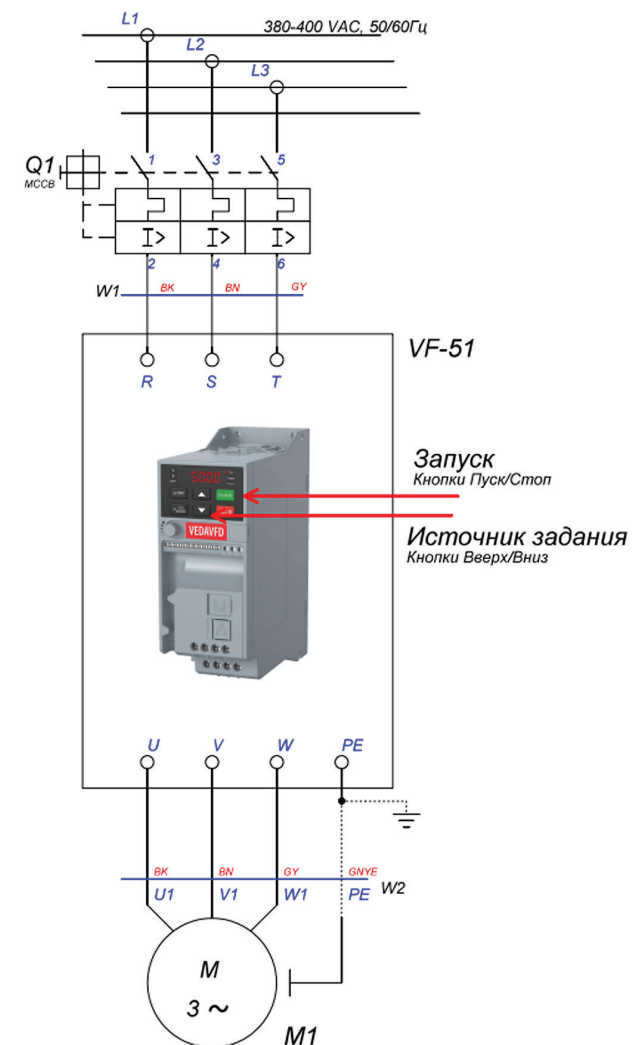 L1
380-400 VAC, 50/60Гц
L2
L3
Q1
MCCB
1
3
5
I>
I>
I>
2
4
6
W1
BK
BN
GY
VF-51
R
S
T
50.00
Запуск
Кнопки Пуск/Стоп
VEDAVFD
Источник задания
Кнопки Вверх/Вниз
U
V
W
PE
BK
BN
GY
GNYE
U1
V1
W1
PE
W2
M
3 ~
M1